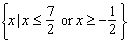 {x | x ≤ 7/2 or x ≥ -1/2}